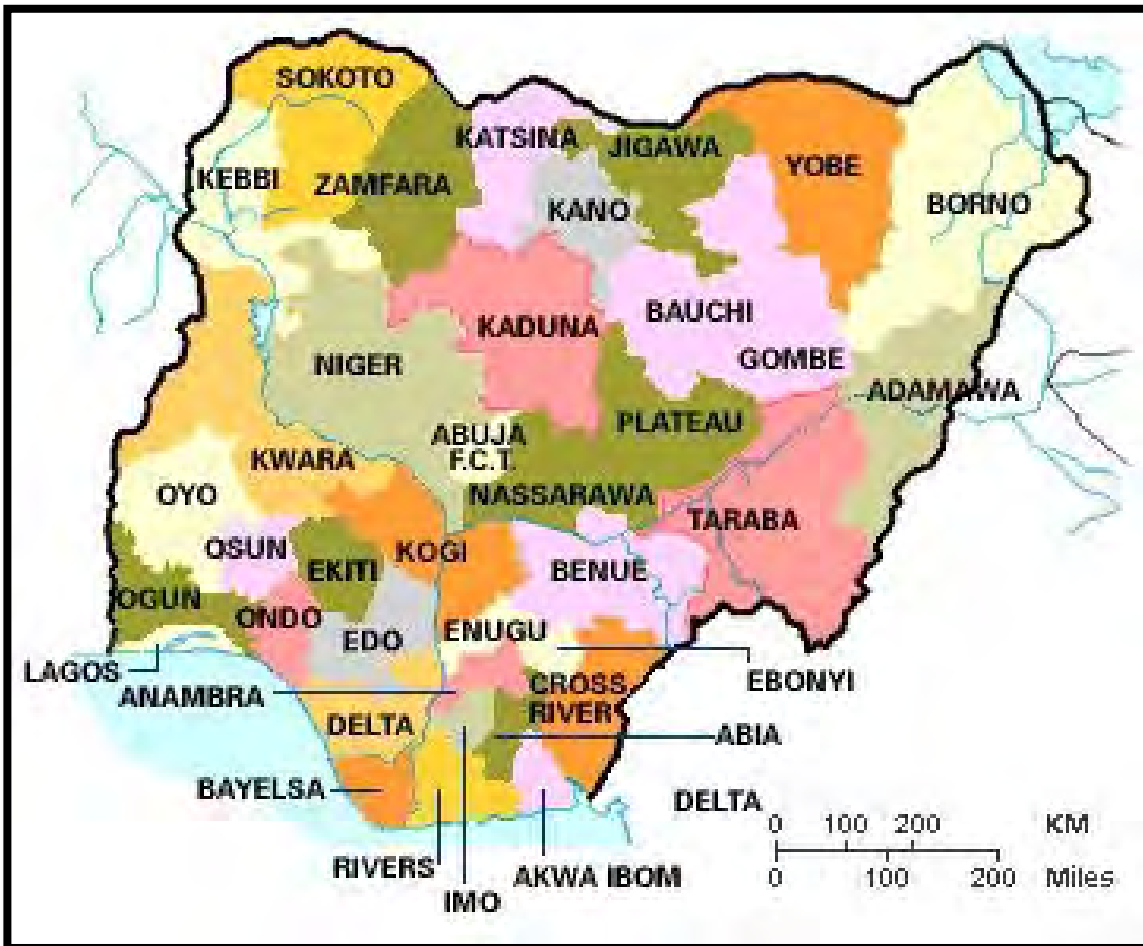 SOKOTO
KATSINA
JIGAWA
KEBBI
ZAMFARA
YOBE
KANO
BORNO
BAUCHI
KADUNA
NIGER
GOMBE
ADAMAWA
PLATEAU
ABUJA
F.C.T.
KWARA
OYO
NASSARAWA
TARABA
OSUN
KOGI
EKITI
BENUE
OGUN
ONDO
EDO
ENUGU
LAGOS
EBONYI
ANAMBRA
CROSS
RIVER
DELTA
ABIA
BAYELSA
DELTA
0 100 200 KM
0 100 200 Miles
RIVERS
AKWA IBOM
IMO